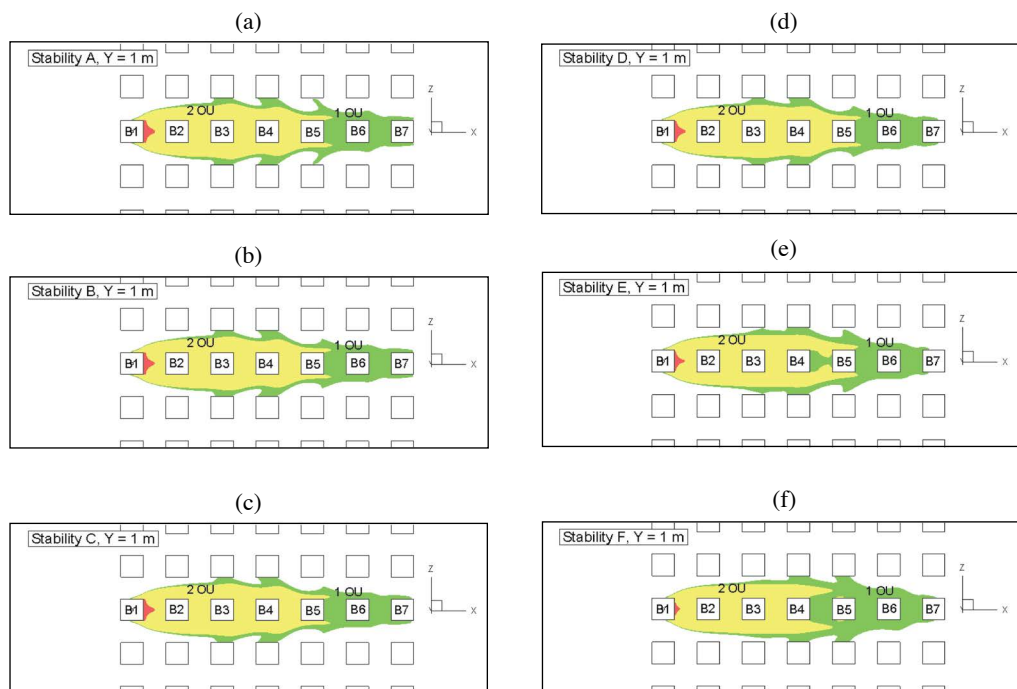 (a)
Stability A, Y = 1 m
2 OU
1 OU
B1 B2 B3 B4 B5 B6 B7
Z
X
(b)
Stability B, Y = 1 m
2 OU
1 OU
B1 B2 B3 B4 B5 B6 B7
Z
X
(c)
Stability C, Y = 1 m
2 OU
1 OU
B1 B2 B3 B4 B5 B6 B7
Z
X
(d)
Stability D, Y = 1 m
2 OU
1 OU
B1 B2 B3 B4 B5 B6 B7
Z
X
(e)
Stability E, Y = 1 m
2 OU
1 OU
B1 B2 B3 B4 B5 B6 B7
Z
X
(f)
Stability F, Y = 1 m
2 OU
1 OU
B1 B2 B3 B4 B5 B6 B7
Z
X